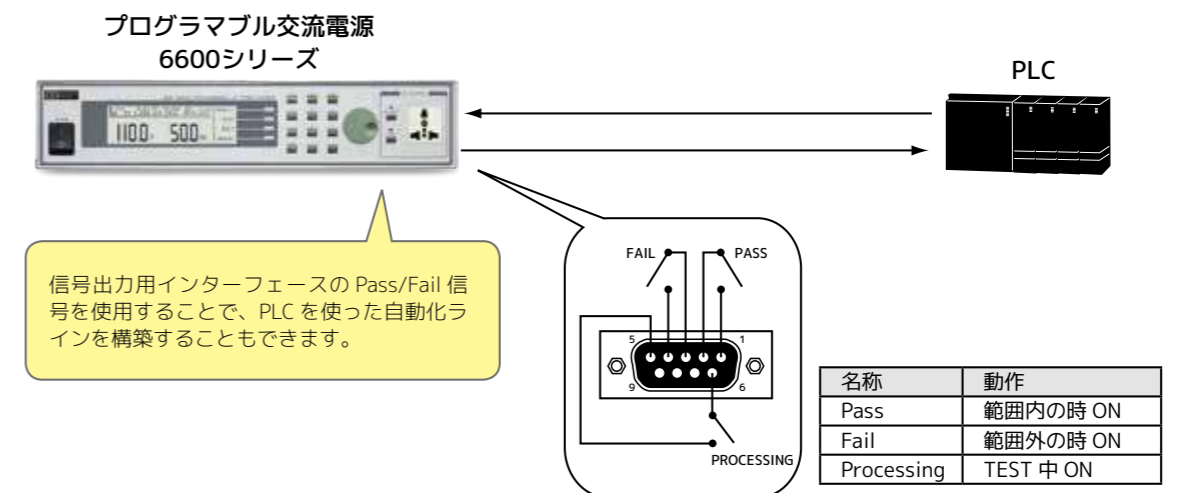 プログラマブル交流電源
6600シリーズ
PLC
110.0
50.0
信号出力用インターフェースの Pass/Fail 信
号を使用することで、PLC を使った自動化ラ
インを構築することもできます。
FAIL
PASS
5
1
9
6
PROCESSING
名称 動作
Pass 範囲内の時 ON
Fail 範囲外の時 ON
Processing TEST 中 ON